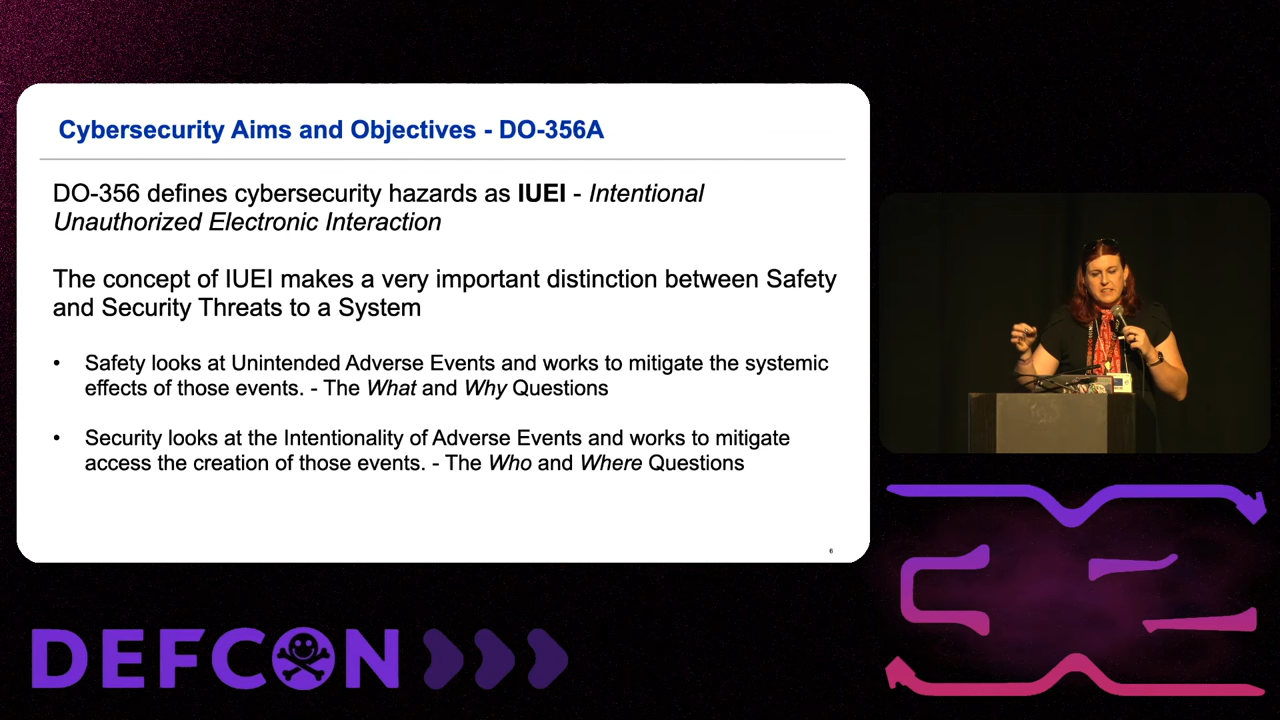 Cybersecurity Aims and Objectives - DO-356A
DO-356 defines cybersecurity hazards as IUEI - Intentional
Unauthorized Electronic Interaction
The concept of IUEI makes a very important distinction between Safety
and Security Threats to a System
• Safety looks at Unintended Adverse Events and works to mitigate the systemic
effects of those events. - The What and Why Questions
• Security looks at the Intentionality of Adverse Events and works to mitigate
access the creation of those events. - The Who and Where Questions
6
DEFCON